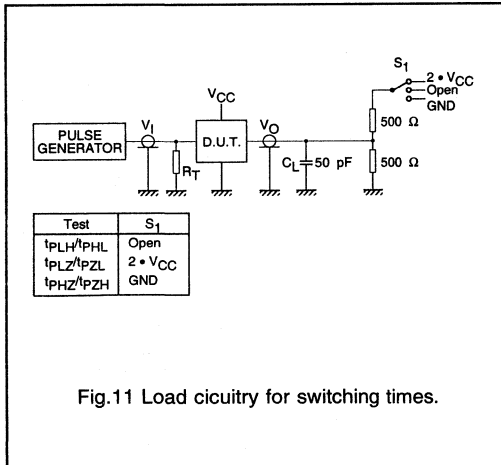 S1
2 • VCC
Open
GND
VCC
500 Ω
PULSE GENERATOR
VI
D.U.T.
VO
RT
CL
50 pF
500 Ω
Test S1
tPLH/tPHL Open
tPLZ/tPZL 2 • VCC
tPHZ/tPZH GND
Fig.11 Load cicuitry for switching times.